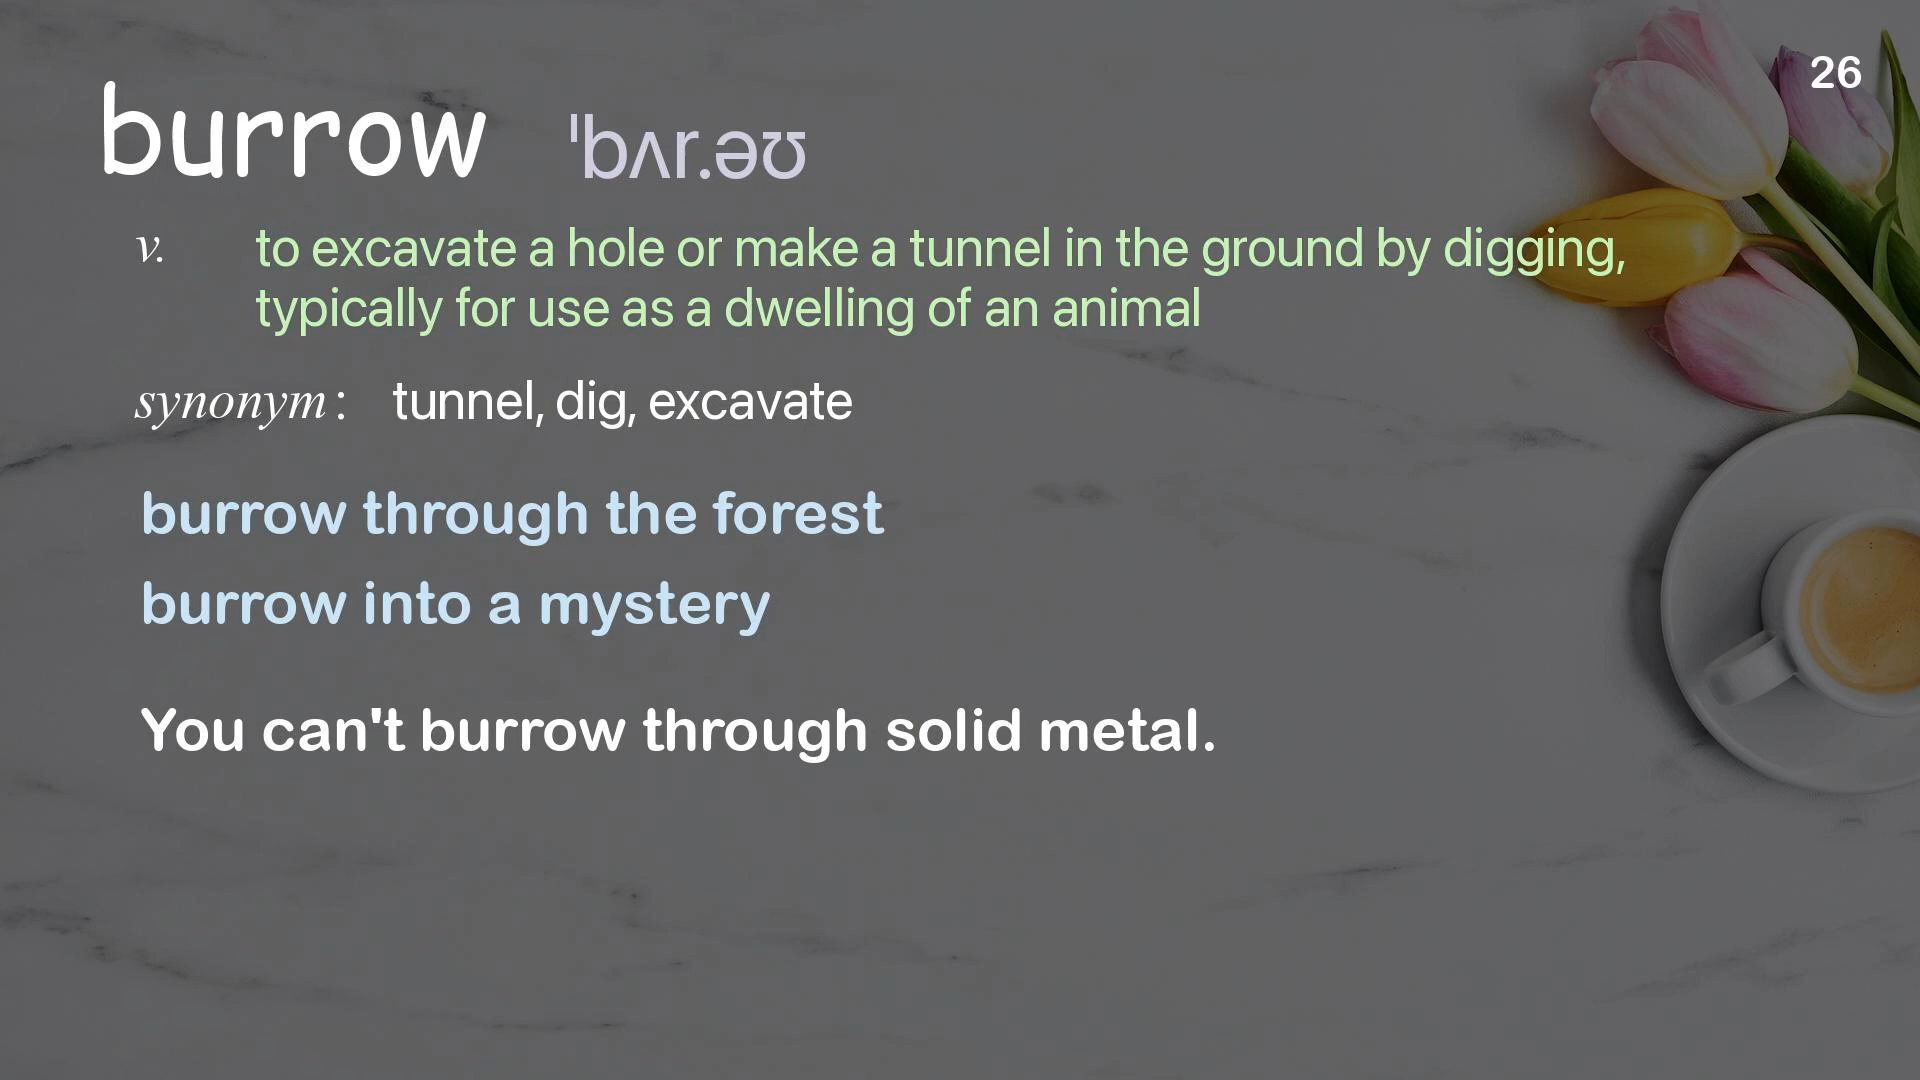 26
burrow ˈbʌr.əʊ
v. to excavate a hole or make a tunnel in the ground by digging,
typically for use as a dwelling of an animal
synonym : tunnel, dig, excavate
burrow through the forest
burrow into a mystery
You can't burrow through solid metal.